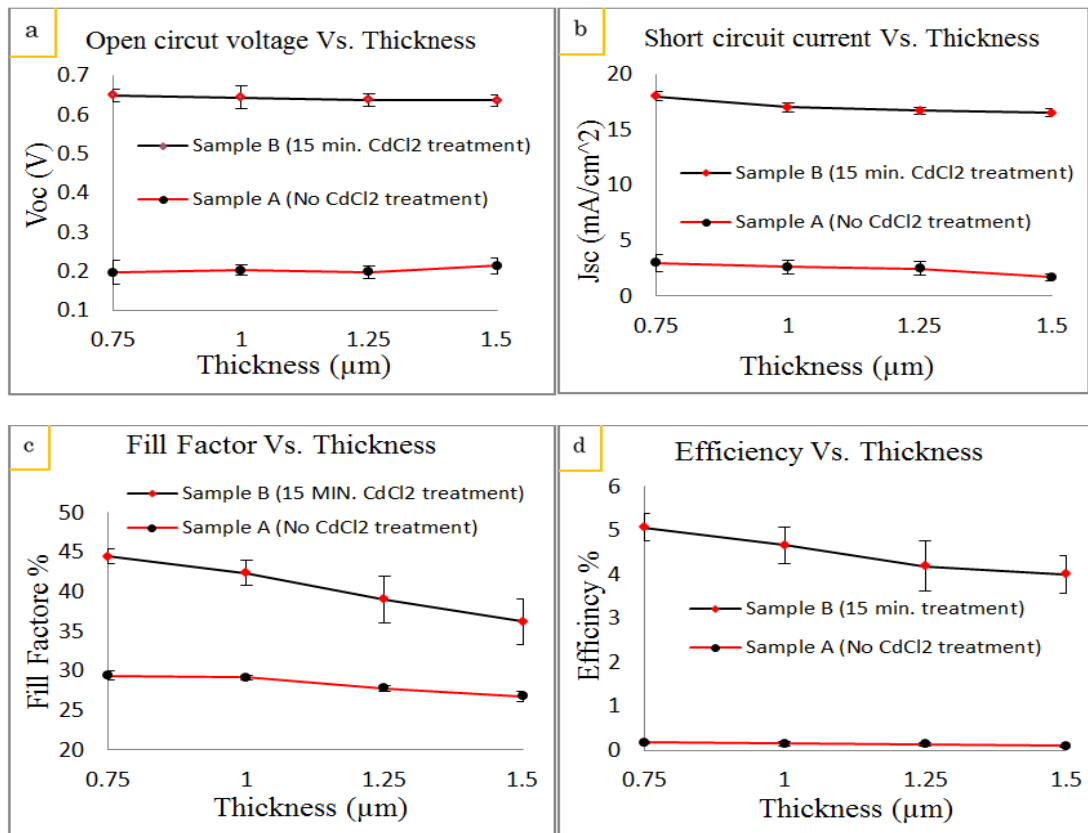 a
Open circut voltage Vs. Thickness
Voc (V)
0.7
0.6
0.5
0.4
0.3
0.2
0.1
Sample B (15 min. CdCl2 treatment)
Sample A (No CdCl2 treatment)
0.75 1 1.25 1.5
Thickness (µm)
b
Short circuit current Vs. Thickness
Jsc (mA/cm^2)
20
15
10
5
0
Sample B (15 min. CdCl2 treatment)
Sample A (No CdCl2 treatment)
0.75 1 1.25 1.5
Thickness (µm)
c
Fill Factor Vs. Thickness
Sample B (15 MIN. CdCl2 treatment)
Sample A (No CdCl2 treatment)
Fill Factore %
50
45
40
35
30
25
20
0.75 1 1.25 1.5
Thickness (µm)
d
Efficiency Vs. Thickness
Efficincy %
6
5
4
3
2
1
0
Sample B (15 min. treatment)
Sample A (No CdCl2 treatment)
0.75 1 1.25 1.5
Thickness (µm)